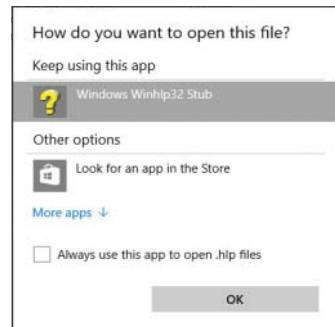 How do you want to open this file?
Keep using this app
Windows Winhlp32 Stub
Other options
Look for an app in the Store
More apps ↓
Always use this app to open .hlp files
OK